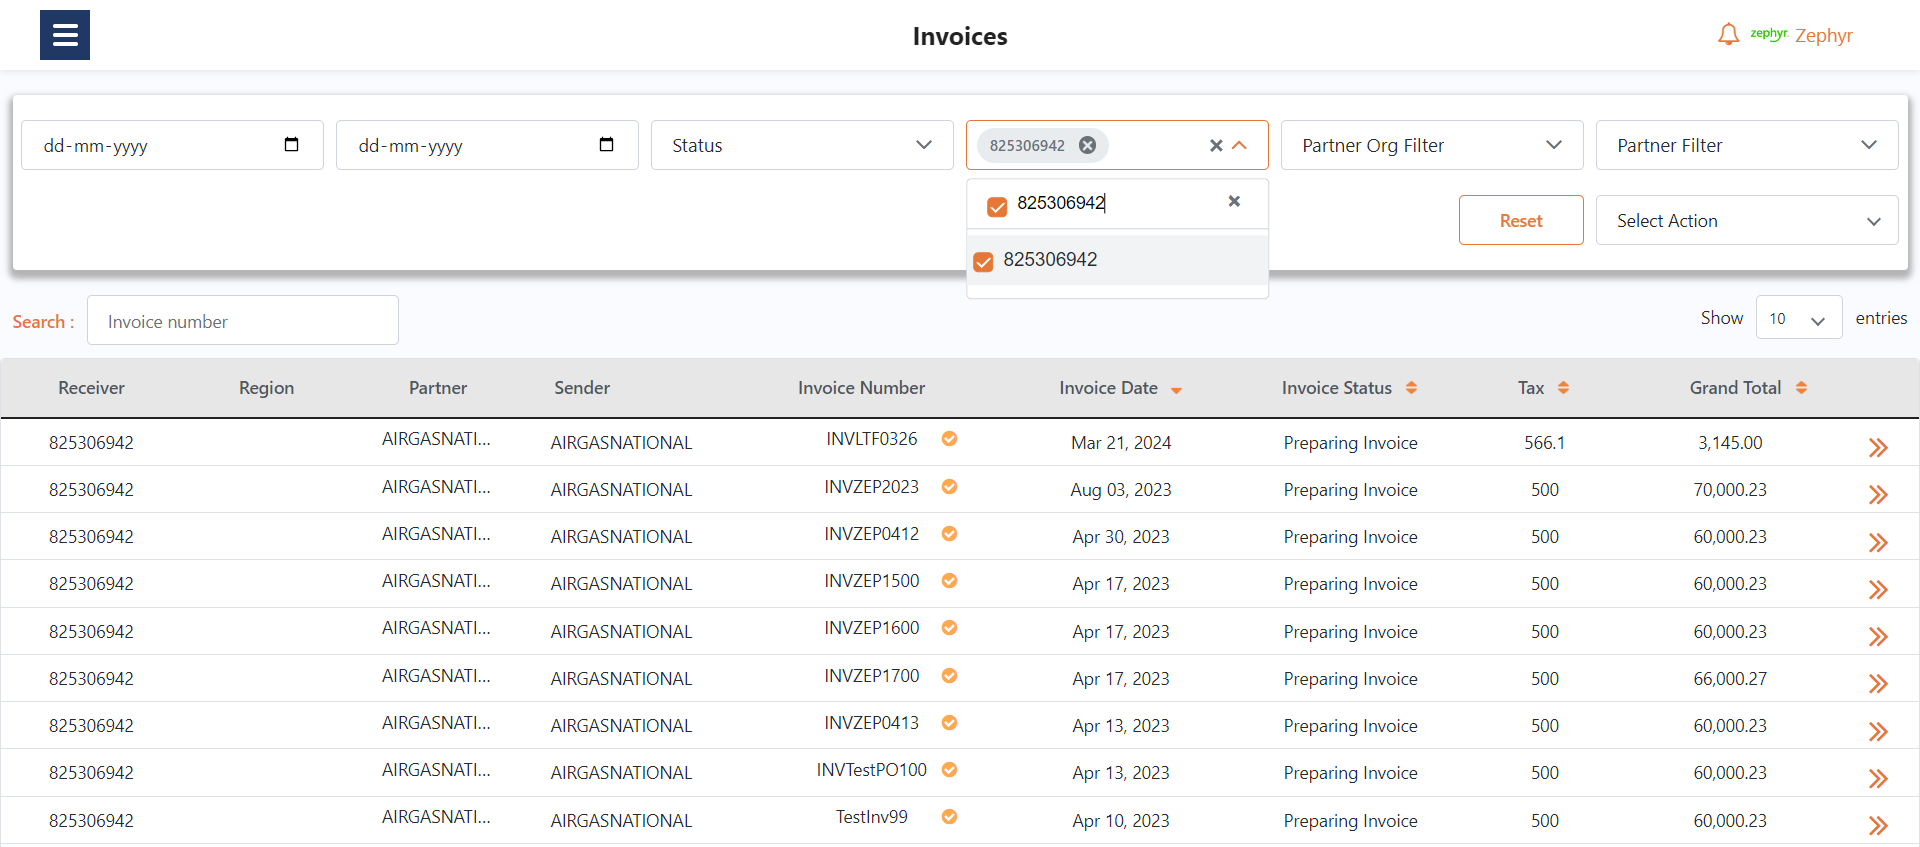 Invoices
zephyr Zephyr
dd-mm-yyyy dd-mm-yyyy Status 825306942 Partner Org Filter Partner Filter
825306942 Reset Select Action
825306942
Search : Invoice number Show 10 entries
Receiver Region Partner Sender Invoice Number Invoice Date Invoice Status Tax Grand Total
825306942 AIRGASNATI... AIRGASNATIONAL INVLTF0326 Mar 21, 2024 Preparing Invoice 566.1 3,145.00
825306942 AIRGASNATI... AIRGASNATIONAL INVZEP2023 Aug 03, 2023 Preparing Invoice 500 70,000.23
825306942 AIRGASNATI... AIRGASNATIONAL INVZEP0412 Apr 30, 2023 Preparing Invoice 500 60,000.23
825306942 AIRGASNATI... AIRGASNATIONAL INVZEP1500 Apr 17, 2023 Preparing Invoice 500 60,000.23
825306942 AIRGASNATI... AIRGASNATIONAL INVZEP1600 Apr 17, 2023 Preparing Invoice 500 60,000.23
825306942 AIRGASNATI... AIRGASNATIONAL INVZEP1700 Apr 17, 2023 Preparing Invoice 500 66,000.27
825306942 AIRGASNATI... AIRGASNATIONAL INVZEP0413 Apr 13, 2023 Preparing Invoice 500 60,000.23
825306942 AIRGASNATI... AIRGASNATIONAL INVTestPO100 Apr 13, 2023 Preparing Invoice 500 60,000.23
825306942 AIRGASNATI... AIRGASNATIONAL TestInv99 Apr 10, 2023 Preparing Invoice 500 60,000.23